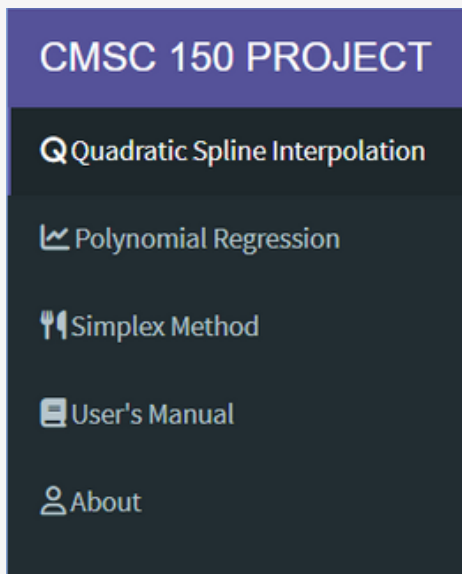 CMSC 150 PROJECT
Quadratic Spline Interpolation
Polynomial Regression
Simplex Method
User's Manual
About